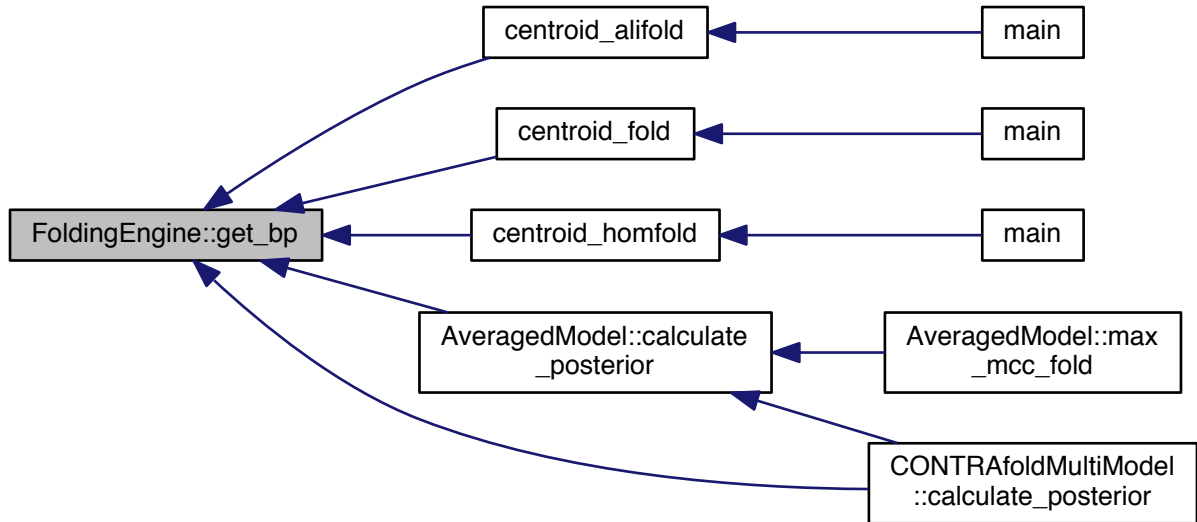 centroid_alifold
main
centroid_fold
main
FoldingEngine::get_bp
centroid_homfold
main
AveragedModel::calculate
_posterior
AveragedModel::max
_mcc_fold
CONTRAfoldMultiModel
::calculate_posterior